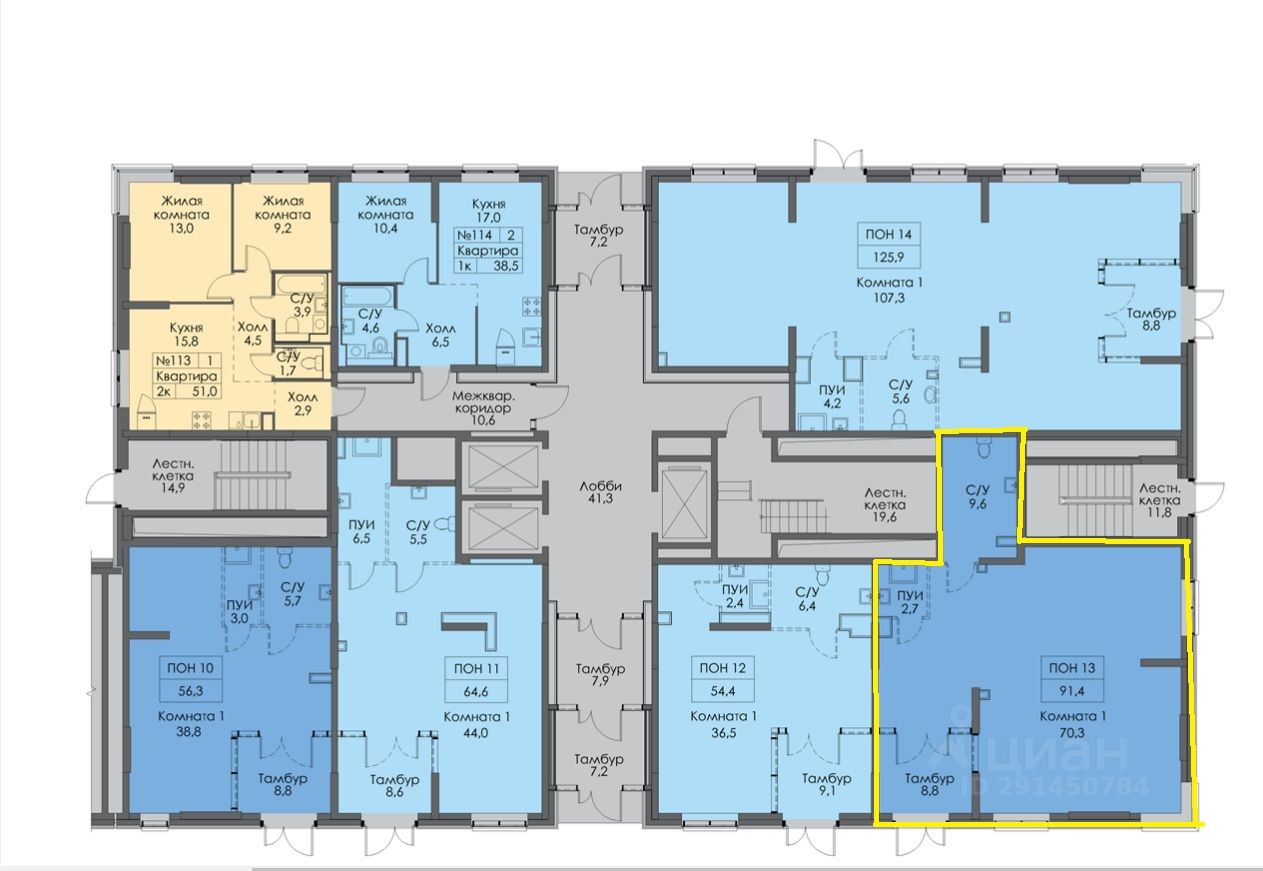 Жилая
комната
13,0
Жилая
комната
9,2
С/У
3,9
Холл
4,5
Кухня
15,8
№113 1
Квартира
2к 51,0
С/У
1,7
Холл
2,9
Жилая
комната
10,4
Кухня
17,0
№114 2
Квартира
1к 38,5
С/У
4,6
Холл
6,5
Межквар.
коридор
10,6
Тамбур
7,2
ПОН 14
125,9
Комната 1
107,3
Тамбур
8,8
ПУИ
4,2
С/У
5,6
Лестн.
клетка
14,9
Лобби
41,3
Лестн.
клетка
19,6
С/У
9,6
Лестн.
клетка
11,8
ПУИ
6,5
С/У
5,5
ПУИ
3,0
С/У
5,7
ПОН 10
56,3
Комната 1
38,8
Тамбур
8,8
ПОН 11
64,6
Комната 1
44,0
Тамбур
8,6
Тамбур
7,9
Тамбур
7,2
ПУИ
2,4
С/У
6,4
ПОН 12
54,4
Комната 1
36,5
Тамбур
9,1
ПУИ
2,7
ПОН 13
91,4
Комната 1
70,3
Тамбур
8,8
циан
ID 291450784